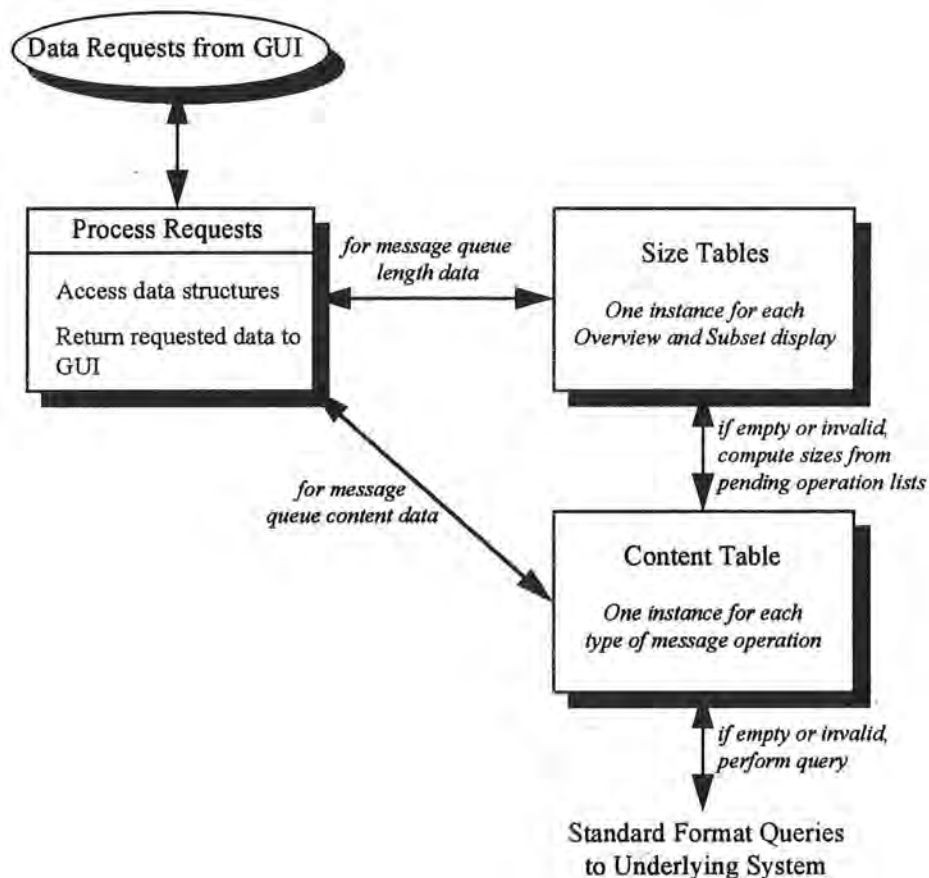 Data Requests from GUI
Process Requests
Access data structures
Return requested data to
GUI
for message queue
length data
Size Tables
One instance for each
Overview and Subset display
if empty or invalid,
compute sizes from
pending operation lists
for message
queue content data
Content Table
One instance for each
type of message operation
if empty or invalid,
perform query
Standard Format Queries
to Underlying System